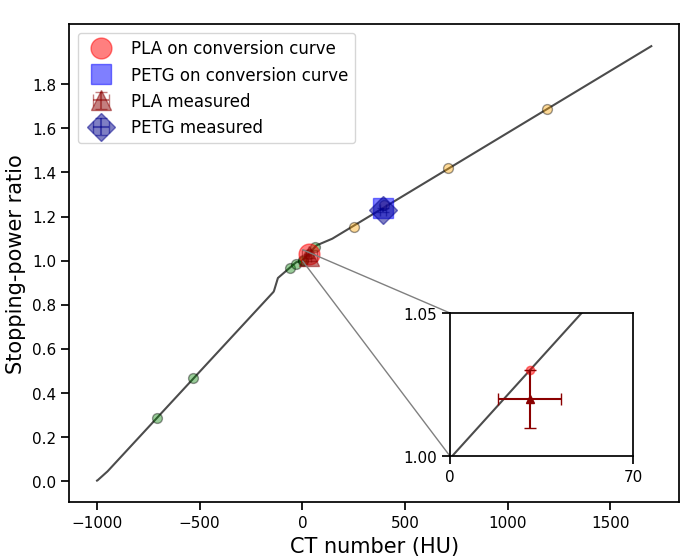 PLA on conversion curve
PETG on conversion curve
PLA measured
PETG measured
Stopping-power ratio
1.8
1.6
1.4
1.2
1.0
0.8
0.6
0.4
0.2
0.0
1.05
1.00
0 70
−1000 −500 0 500 1000 1500
CT number (HU)